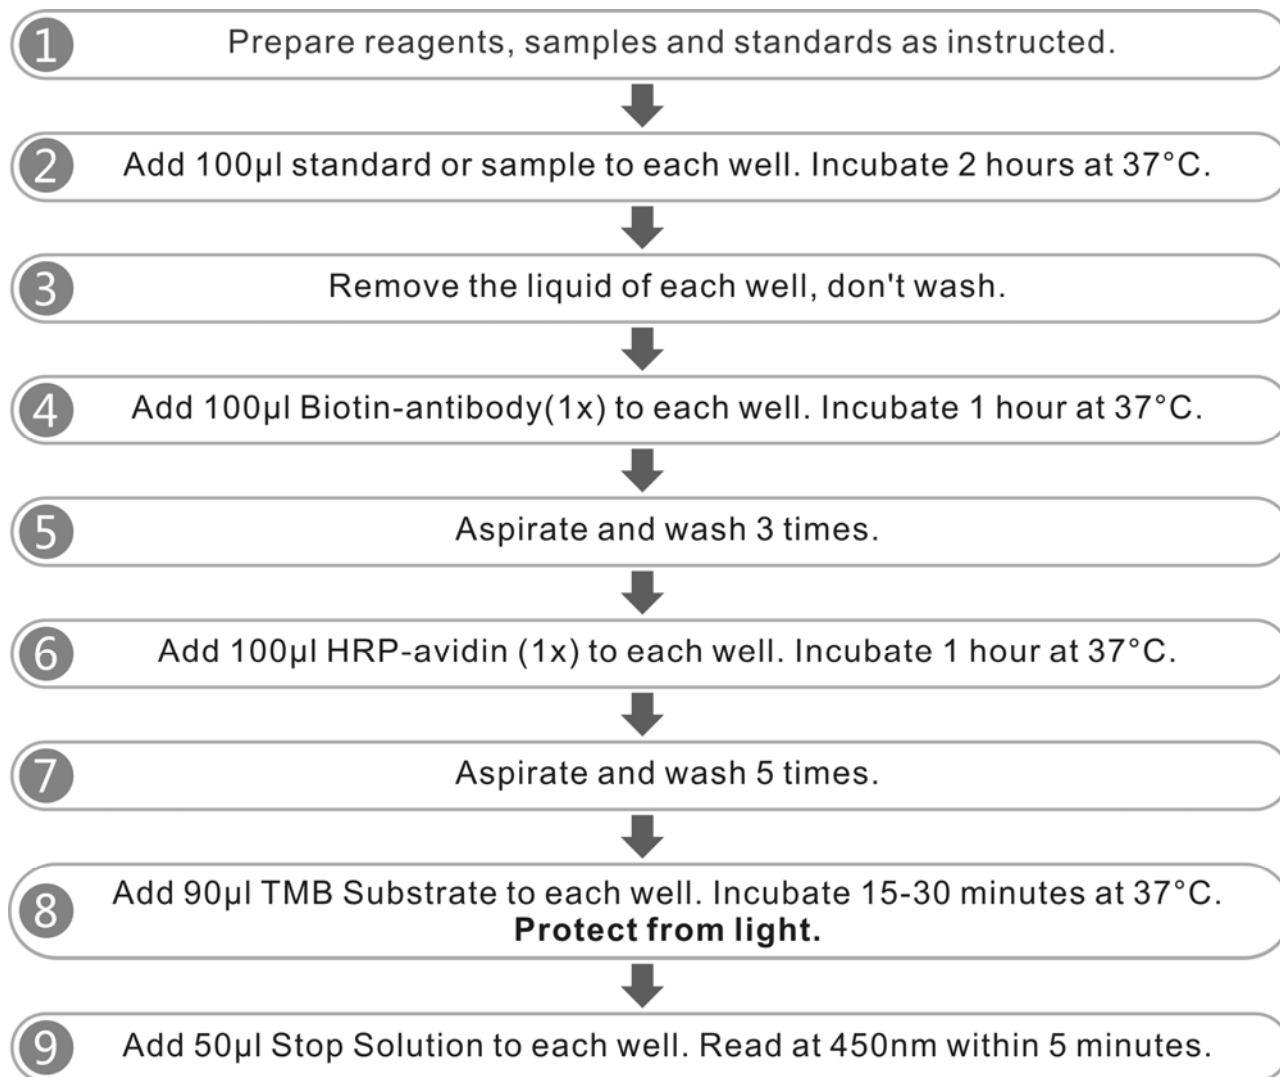 1
Prepare reagents, samples and standards as instructed.
2
Add 100µl standard or sample to each well. Incubate 2 hours at 37°C.
3
Remove the liquid of each well, don't wash.
4
Add 100µl Biotin-antibody(1x) to each well. Incubate 1 hour at 37°C.
5
Aspirate and wash 3 times.
6
Add 100µl HRP-avidin (1x) to each well. Incubate 1 hour at 37°C.
7
Aspirate and wash 5 times.
8
Add 90µl TMB Substrate to each well. Incubate 15-30 minutes at 37°C.
Protect from light.
9
Add 50µl Stop Solution to each well. Read at 450nm within 5 minutes.